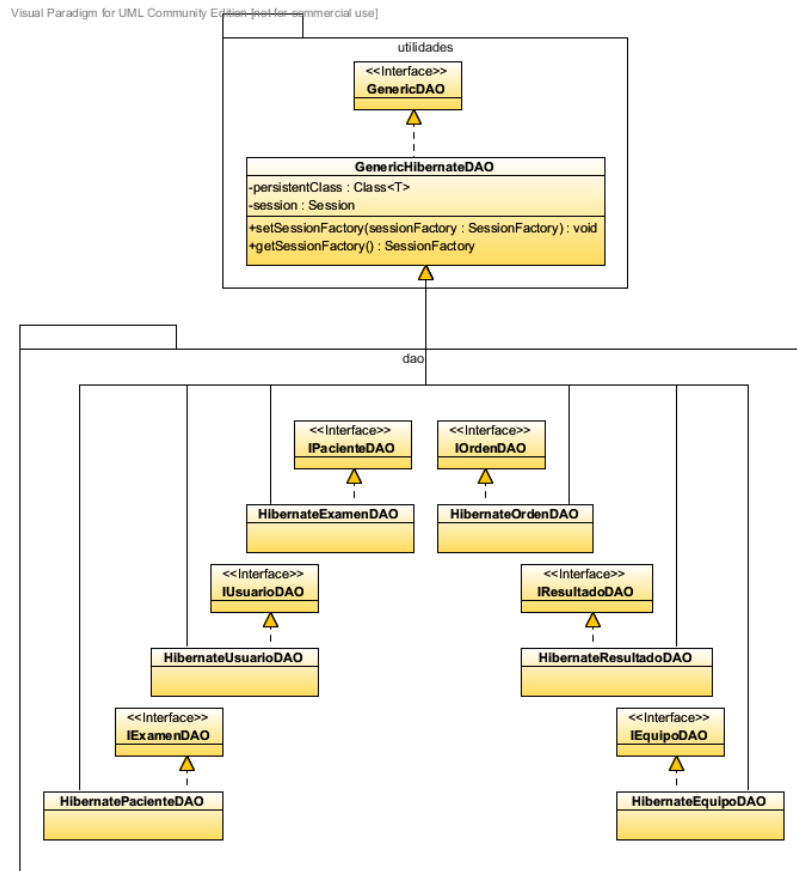 Visual Paradigm for UML Community Edition [not for commercial use]
utilidades
<<Interface>>
GenericDAO
GenericHibernateDAO
-persistentClass : Class<T>
-session : Session
+setSessionFactory(sessionFactory : SessionFactory) : void
+getSessionFactory() : SessionFactory
dao
<<Interface>>
IPacienteDAO
<<Interface>>
IOrdenDAO
HibernateExamenDAO
HibernateOrdenDAO
<<Interface>>
IUsuarioDAO
<<Interface>>
IResultadoDAO
HibernateUsuarioDAO
HibernateResultadoDAO
<<Interface>>
IExamenDAO
<<Interface>>
IEquipoDAO
HibernatePacienteDAO
HibernateEquipoDAO